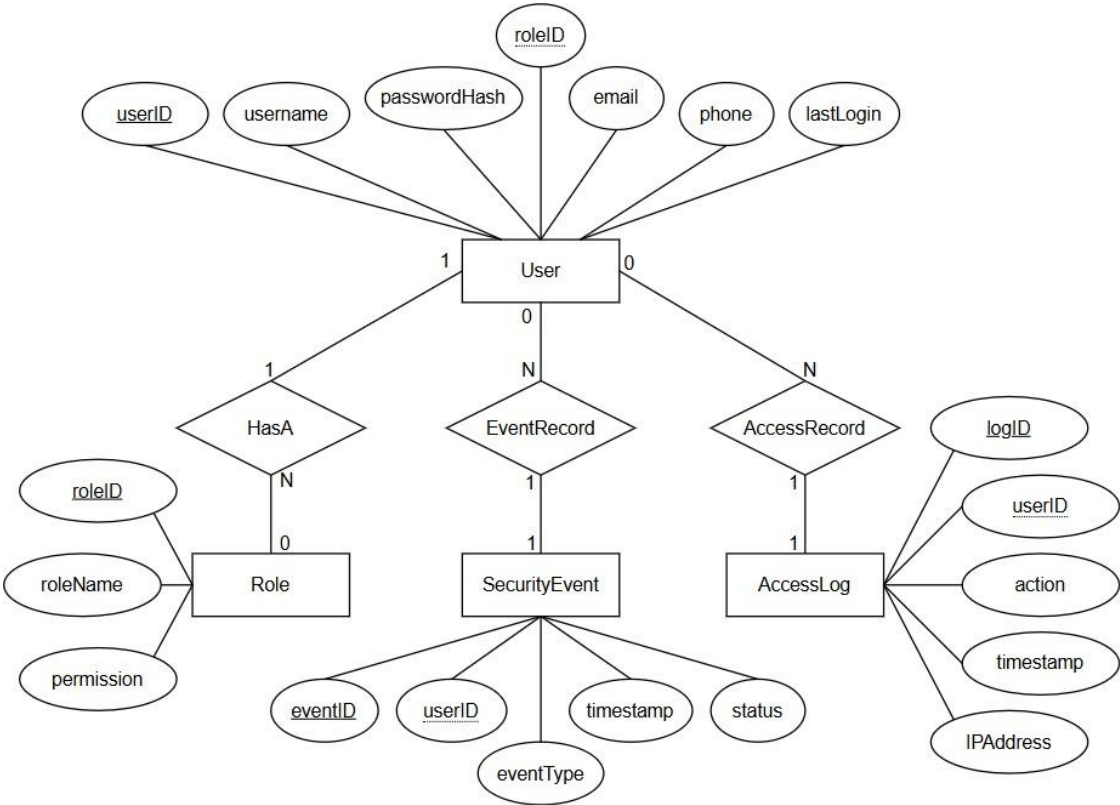 roleID
passwordHash
email
userID
username
phone
lastLogin
1
User
0
0
1
N
N
HasA
EventRecord
AccessRecord
logID
N
1
1
roleID
userID
0
1
1
roleName
Role
SecurityEvent
AccessLog
action
permission
timestamp
eventID
userID
timestamp
status
IPAddress
eventType